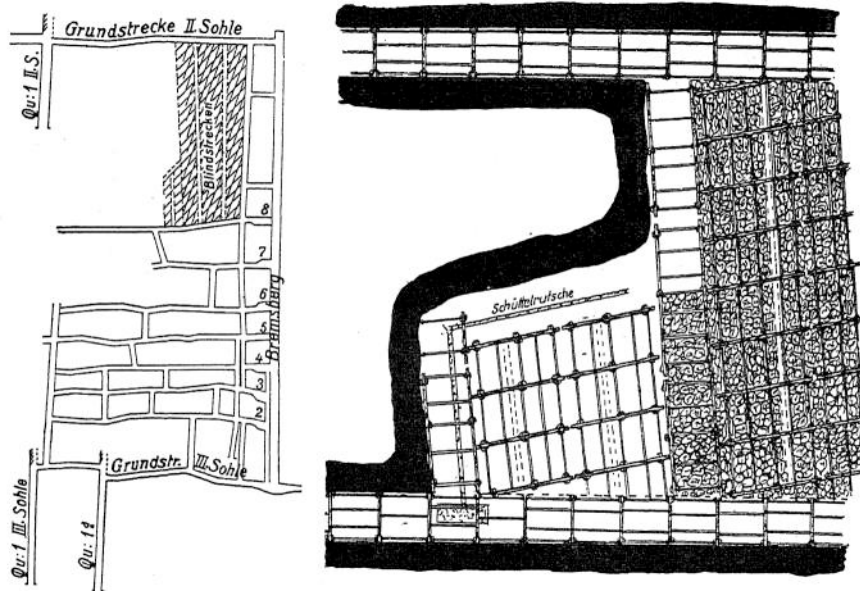 Grundstrecke II. Sohle
Qu:1 II.S.
Blindstrecken
8
7
6
Bremsberg
5
4
3
2
Grundstr. III. Sohle
Qu:1 III. Sohle
Qu:1ª
Schüttelrutsche